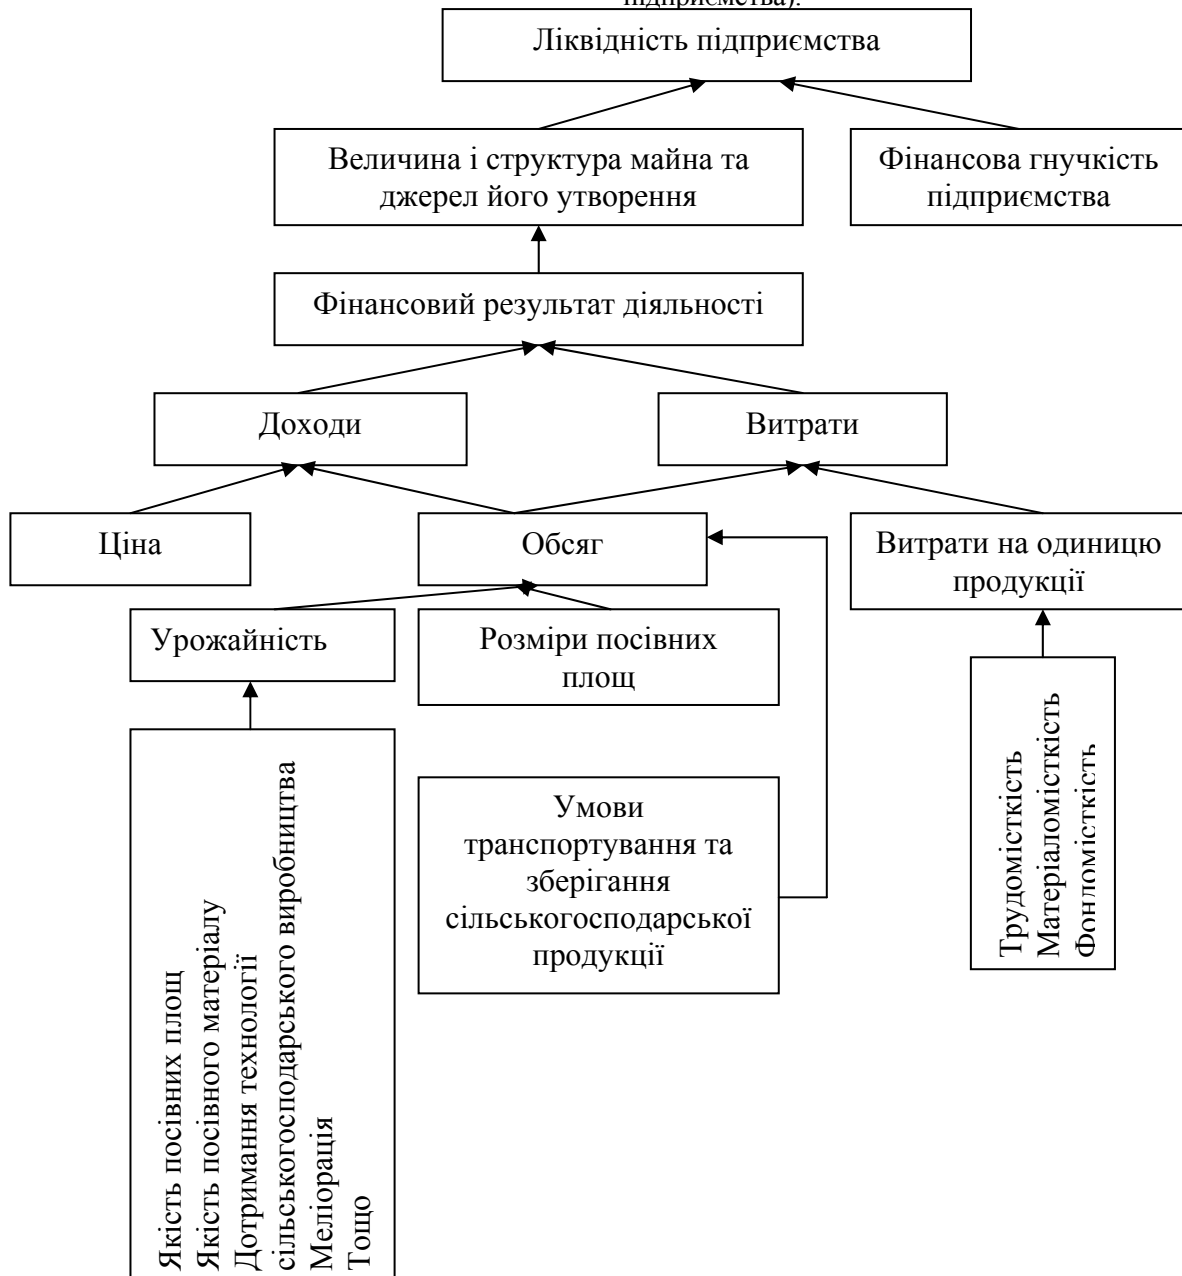 підприємства).
Ліквідність підприємства
Величина і структура майна та
джерел його утворення
Фінансова гнучкість
підприємства
Фінансовий результат діяльності
Доходи
Витрати
Ціна
Обсяг
Витрати на одиницю
продукції
Урожайність
Розміри посівних
площ
Умови
транспортування та
зберігання
сільськогосподарської
продукції
Трудомісткість
Матеріаломісткість
Фондомісткість
Якість посівних площ
Якість посівного матеріалу
Дотримання технології
сільськогосподарського виробництва
Меліорація
Тощо